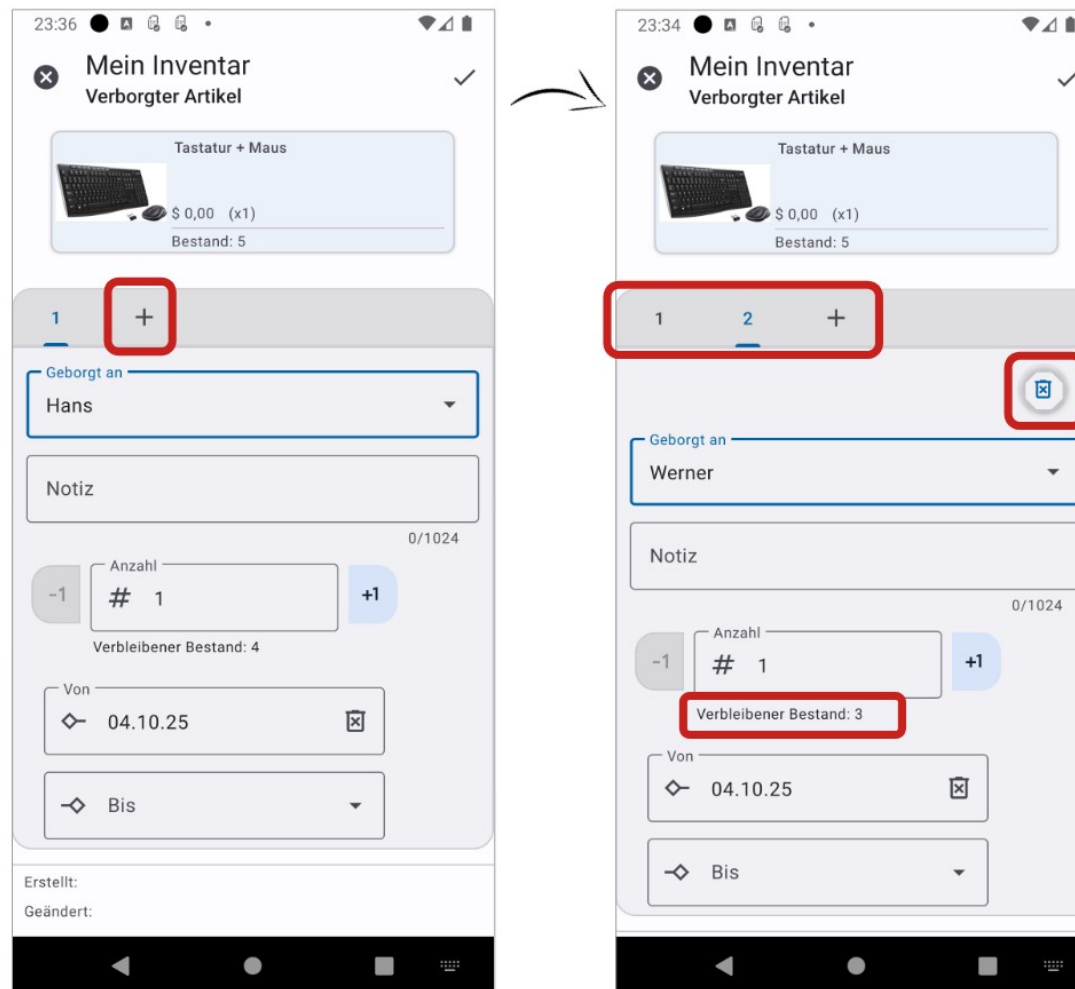 23:36
Mein Inventar
Verborgter Artikel
Tastatur + Maus
$ 0,00 (x1)
Bestand: 5
1 +
Geborgt an
Hans
Notiz
0/1024
-1
Anzahl
# 1
+1
Verbleibener Bestand: 4
Von
04.10.25
Bis
Erstellt:
Geändert:
23:34
Mein Inventar
Verborgter Artikel
Tastatur + Maus
$ 0,00 (x1)
Bestand: 5
1 2 +
Geborgt an
Werner
Notiz
0/1024
-1
Anzahl
# 1
+1
Verbleibener Bestand: 3
Von
04.10.25
Bis